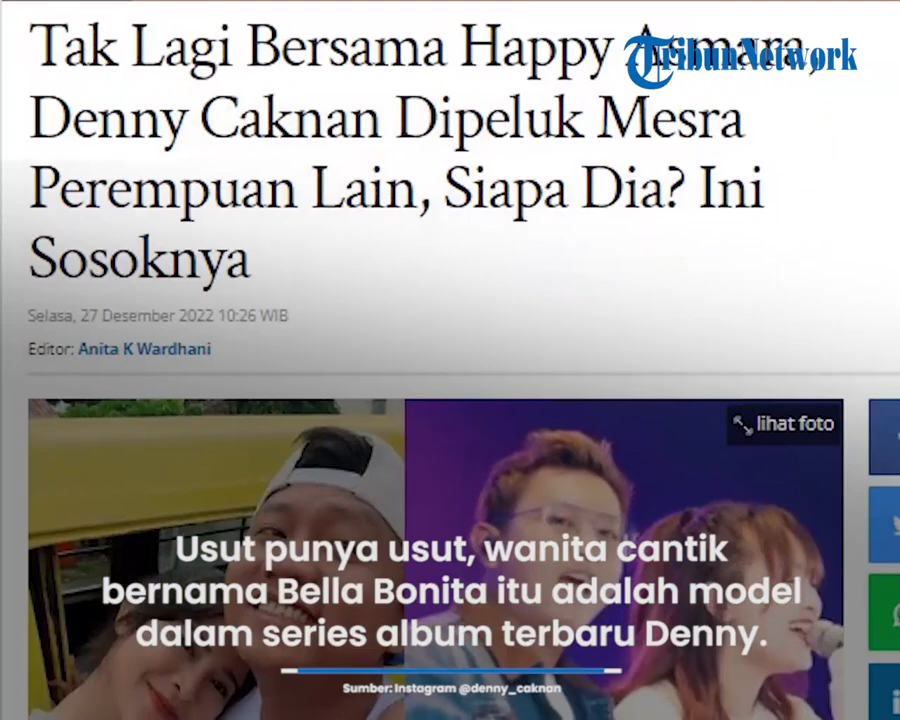 Tak Lagi Bersama Happy Asmara,
TribunNetwork
Denny Caknan Dipeluk Mesra
Perempuan Lain, Siapa Dia? Ini
Sosoknya
Selasa, 27 Desember 2022 10:26 WIB
Editor: Anita K Wardhani
lihat foto
Usut punya usut, wanita cantik
bernama Bella Bonita itu adalah model
dalam series album terbaru Denny.
Sumber: Instagram @denny_caknan